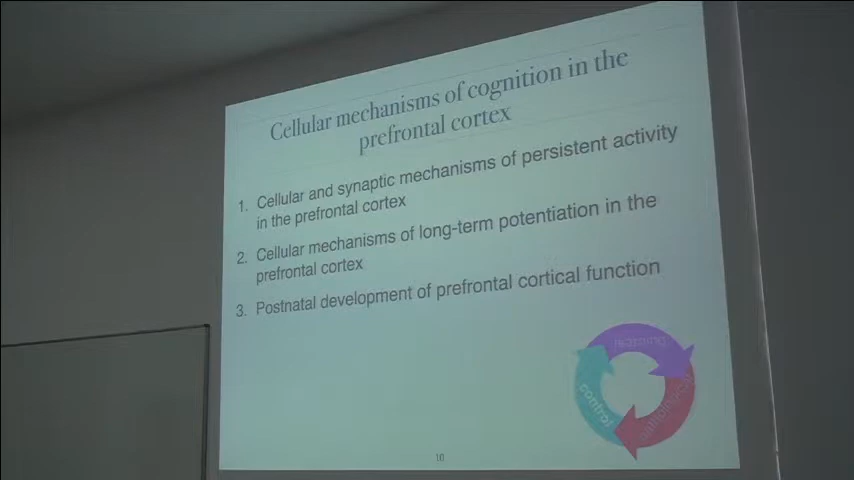 Cellular mechanisms of cognition in the
prefrontal cortex
1. Cellular and synaptic mechanisms of persistent activity
in the prefrontal cortex
2. Cellular mechanisms of long-term potentiation in the
prefrontal cortex
3. Postnatal development of prefrontal cortical function
learning
control
10